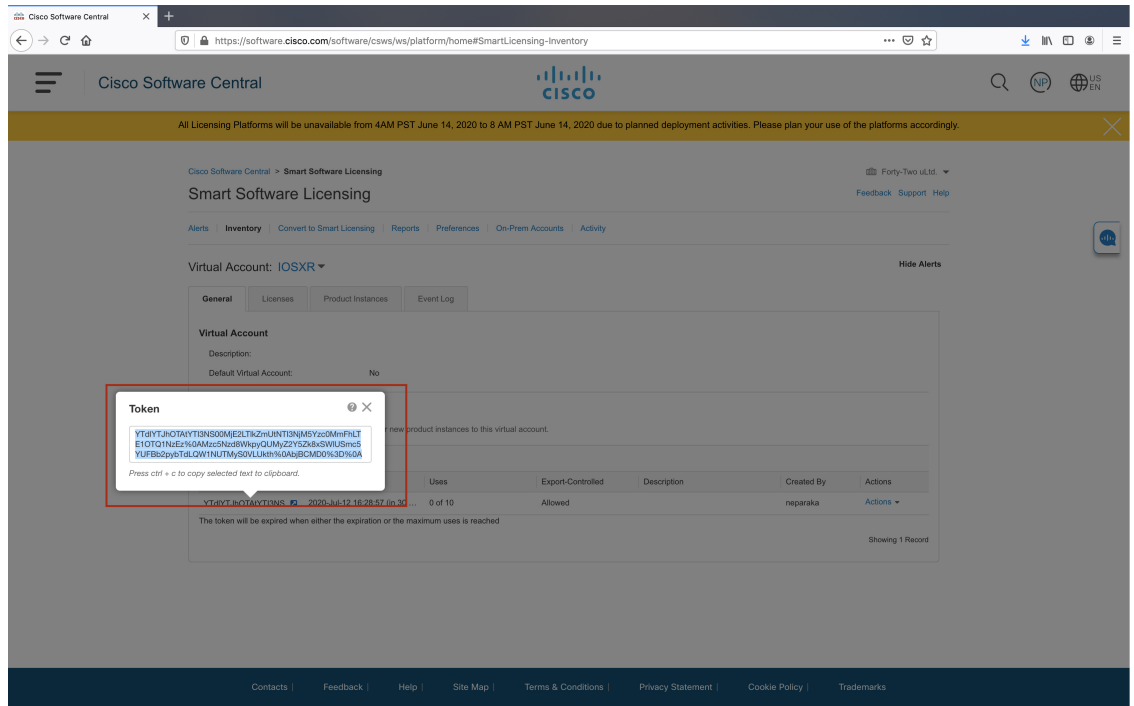 Cisco Software Central
https://software.cisco.com/software/csws/ws/platform/home#SmartLicensing-Inventory
Cisco Software Central
CISCO
NP
US
EN
All Licensing Platforms will be unavailable from 4AM PST June 14, 2020 to 8 AM PST June 14, 2020 due to planned deployment activities. Please plan your use of the platforms accordingly.
Cisco Software Central > Smart Software Licensing
Forty-Two uLtd.
Smart Software Licensing
Feedback Support Help
Alerts | Inventory | Convert to Smart Licensing | Reports | Preferences | On-Prem Accounts | Activity
Virtual Account: IOSXR
Hide Alerts
General Licenses Product Instances Event Log
Virtual Account
Description:
Default Virtual Account: No
Token
YTdlYTJhOTAtYTI3NS00MjE2LTlkZmUtNTI3NjM5Yzc0MmFhLT
E1OTQ1NzEz%0AMzc5Nzd8WkpyQUMyZ2Y5Zk8xSWlUSmc5
YUFBb2pybTdLQW1NUTMyS0VLUkth%0AbjBCMD0%3D%0A
Press ctrl + c to copy selected text to clipboard.
new product instances to this virtual account.
Uses Export-Controlled Description Created By Actions
YTdlYTJhOTAtYTI3NS 2020-Jul-12 16:28:57 (in 30 ... 0 of 10 Allowed neparaka Actions
The token will be expired when either the expiration or the maximum uses is reached
Showing 1 Record
Contacts | Feedback | Help | Site Map | Terms & Conditions | Privacy Statement | Cookie Policy | Trademarks